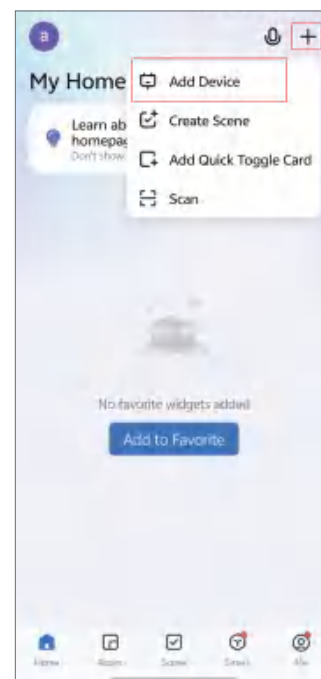 a
My Home
Add Device
Create Scene
Add Quick Toggle Card
Scan
Learn ab
homepag
Don't show
No favorite widgets added
Add to Favorite
Home
Room
Scene
Smart
Me